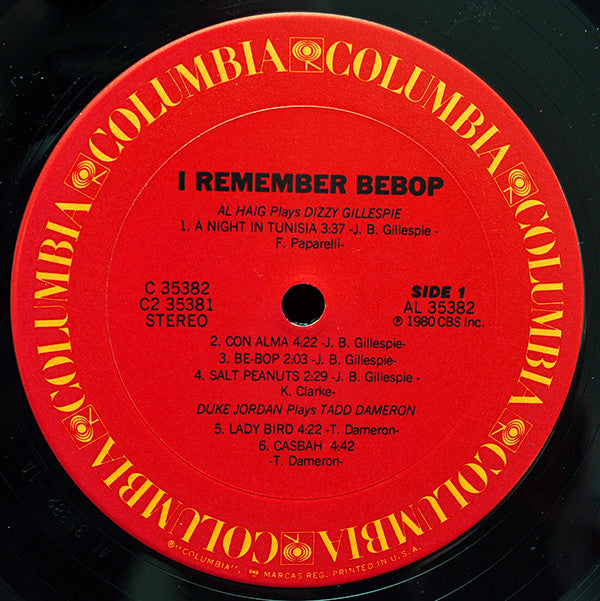 COLUMBIA COLUMBIA COLUMBIA COLUMBIA COLUMBIA COLUMBIA COLUMBIA COLUMBIA
I REMEMBER BEBOP
AL HAIG Plays DIZZY GILLESPIE
1. A NIGHT IN TUNISIA 3:37 -J. B. Gillespie -
F. Paparelli-
C 35382
C2 35381
STEREO
SIDE 1
AL 35382
℗ 1980 CBS Inc.
2. CON ALMA 4:22 -J. B. Gillespie-
3. BE-BOP 2:03 -J. B. Gillespie-
4. SALT PEANUTS 2:29 -J. B. Gillespie -
K. Clarke-
DUKE JORDAN Plays TADD DAMERON
5. LADY BIRD 4:22 -T. Dameron-
6. CASBAH 4:42
-T. Dameron-
®"COLUMBIA", MARCAS REG. PRINTED IN U.S.A.